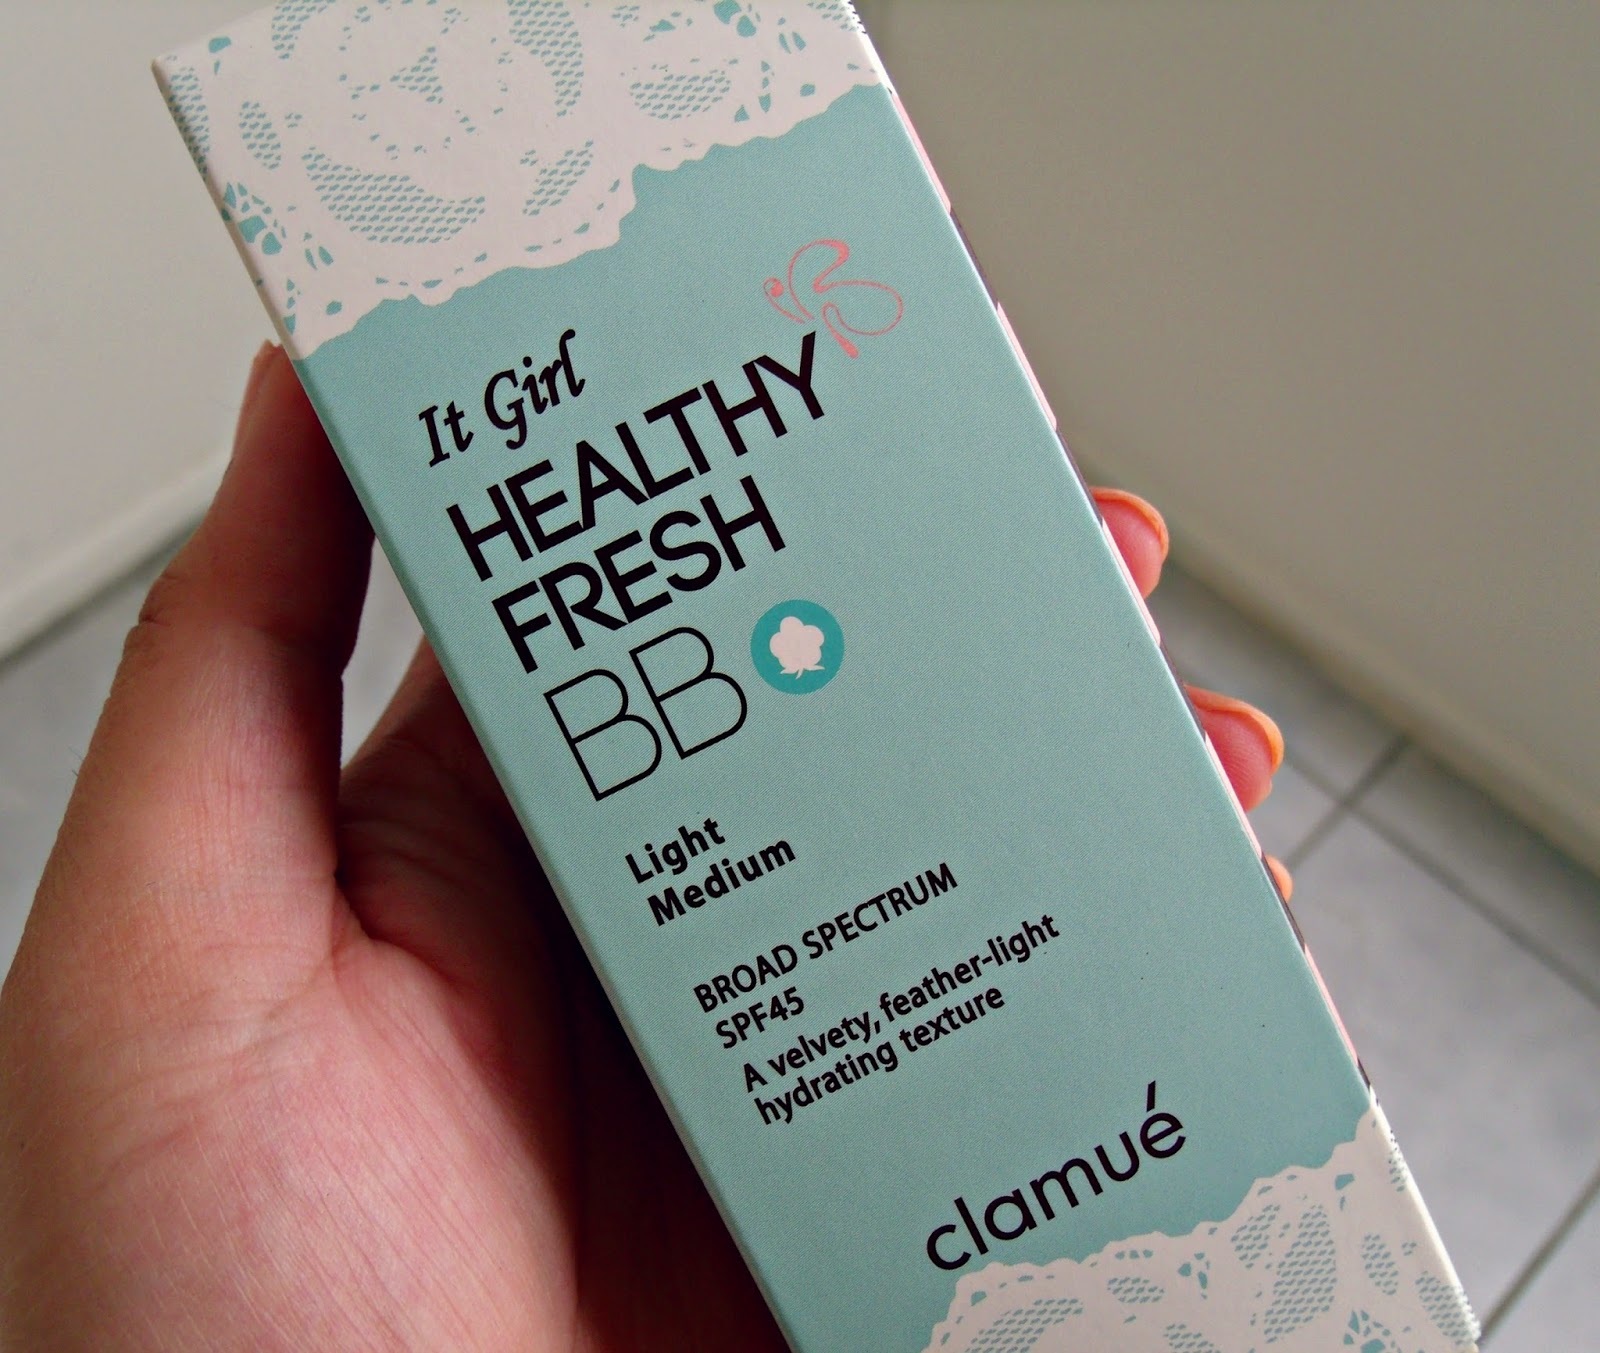 It Girl
HEALTHY
FRESH
BB
Light
Medium
BROAD SPECTRUM
SPF45
A velvety, feather-light
hydrating texture
clamué